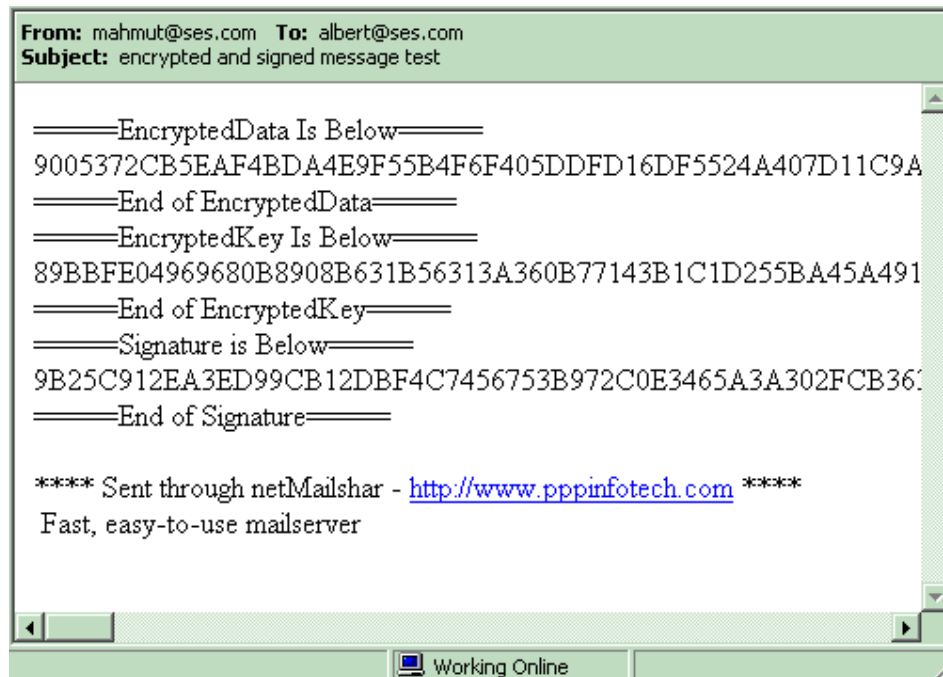 From: mahmut@ses.com To: albert@ses.com
Subject: encrypted and signed message test
=====EncryptedData Is Below=====
9005372CB5EAF4BDA4E9F55B4F6F405DDFD16DF5524A407D11C9A
=====End of EncryptedData=====
=====EncryptedKey Is Below=====
89BBFE04969680B8908B631B56313A360B77143B1C1D255BA45A491
=====End of EncryptedKey=====
=====Signature is Below=====
9B25C912EA3ED99CB12DBF4C7456753B972C0E3465A3A302FCB363
=====End of Signature=====
**** Sent through netMailshar - http://www.pppinfotech.com ****
Fast, easy-to-use mailserver
Working Online